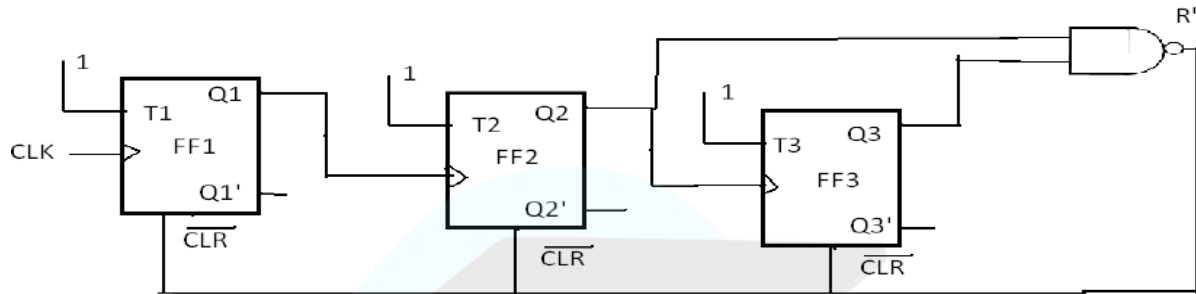 R'
1
1
1
T1
Q1
FF1
Q1'
CLK
CLR
T2
Q2
FF2
Q2'
CLR
T3
Q3
FF3
Q3'
CLR